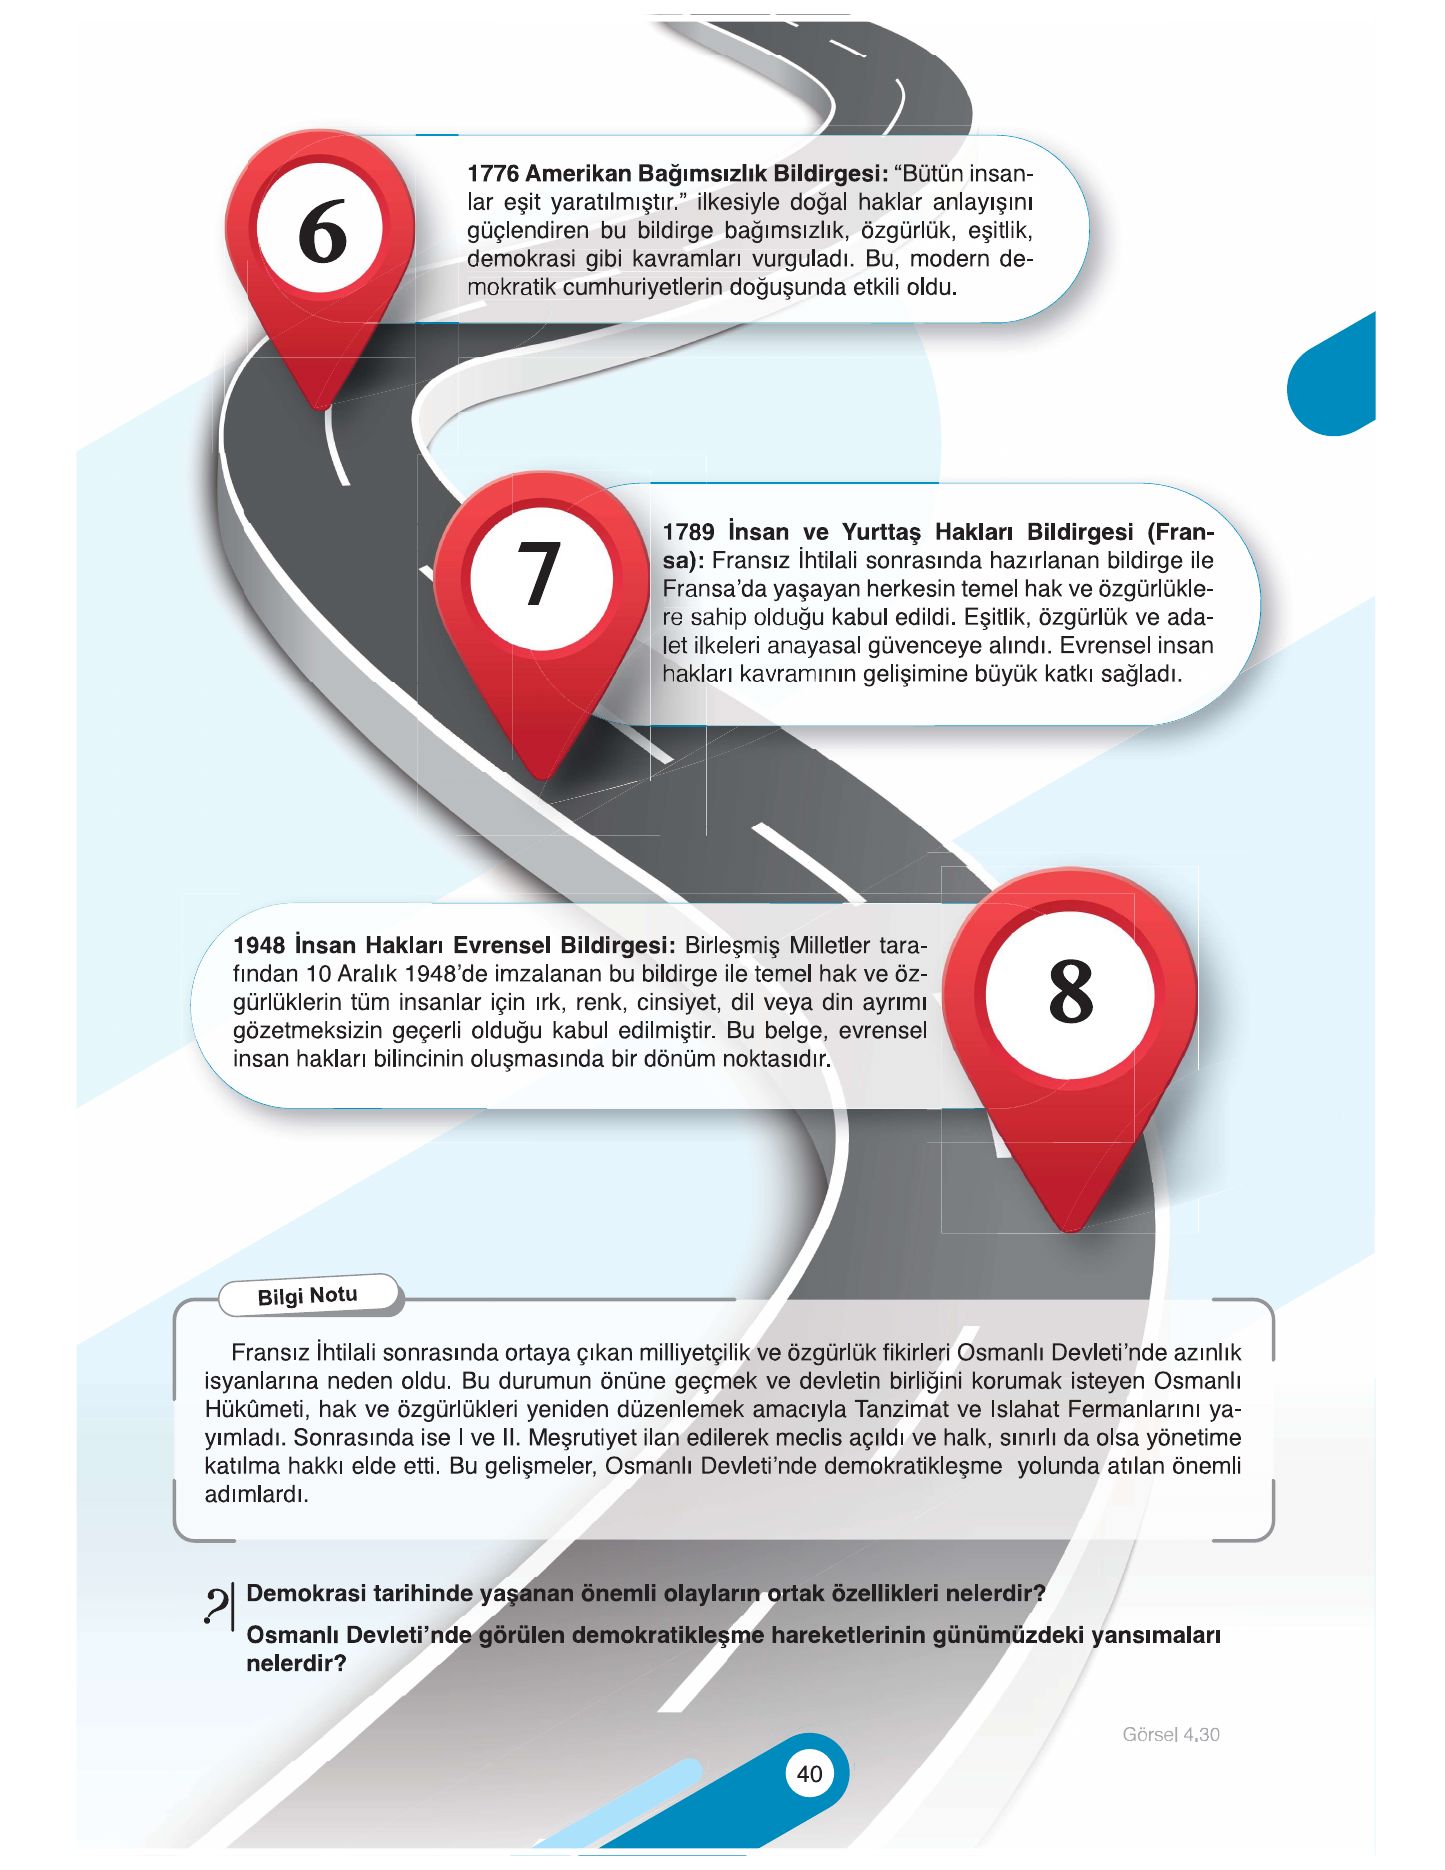 6
1776 Amerikan Bağımsızlık Bildirgesi: “Bütün insan-
lar eşit yaratılmıştır.” ilkesiyle doğal haklar anlayışını
güçlendiren bu bildirge bağımsızlık, özgürlük, eşitlik,
demokrasi gibi kavramları vurguladı. Bu, modern de-
mokratik cumhuriyetlerin doğuşunda etkili oldu.
7
1789 İnsan ve Yurttaş Hakları Bildirgesi (Fran-
sa): Fransız İhtilali sonrasında hazırlanan bildirge ile
Fransa’da yaşayan herkesin temel hak ve özgürlükle-
re sahip olduğu kabul edildi. Eşitlik, özgürlük ve ada-
let ilkeleri anayasal güvenceye alındı. Evrensel insan
hakları kavramının gelişimine büyük katkı sağladı.
1948 İnsan Hakları Evrensel Bildirgesi: Birleşmiş Milletler tara-
fından 10 Aralık 1948’de imzalanan bu bildirge ile temel hak ve öz-
gürlüklerin tüm insanlar için ırk, renk, cinsiyet, dil veya din ayrımı
gözetmeksizin geçerli olduğu kabul edilmiştir. Bu belge, evrensel
insan hakları bilincinin oluşmasında bir dönüm noktasıdır.
8
Bilgi Notu
Fransız İhtilali sonrasında ortaya çıkan milliyetçilik ve özgürlük fikirleri Osmanlı Devleti’nde azınlık
isyanlarına neden oldu. Bu durumun önüne geçmek ve devletin birliğini korumak isteyen Osmanlı
Hükûmeti, hak ve özgürlükleri yeniden düzenlemek amacıyla Tanzimat ve Islahat Fermanlarını ya-
yımladı. Sonrasında ise I ve II. Meşrutiyet ilan edilerek meclis açıldı ve halk, sınırlı da olsa yönetime
katılma hakkı elde etti. Bu gelişmeler, Osmanlı Devleti’nde demokratikleşme yolunda atılan önemli
adımlardı.
? Demokrasi tarihinde yaşanan önemli olayların ortak özellikleri nelerdir?
Osmanlı Devleti’nde görülen demokratikleşme hareketlerinin günümüzdeki yansımaları
nelerdir?
Görsel 4.30
40